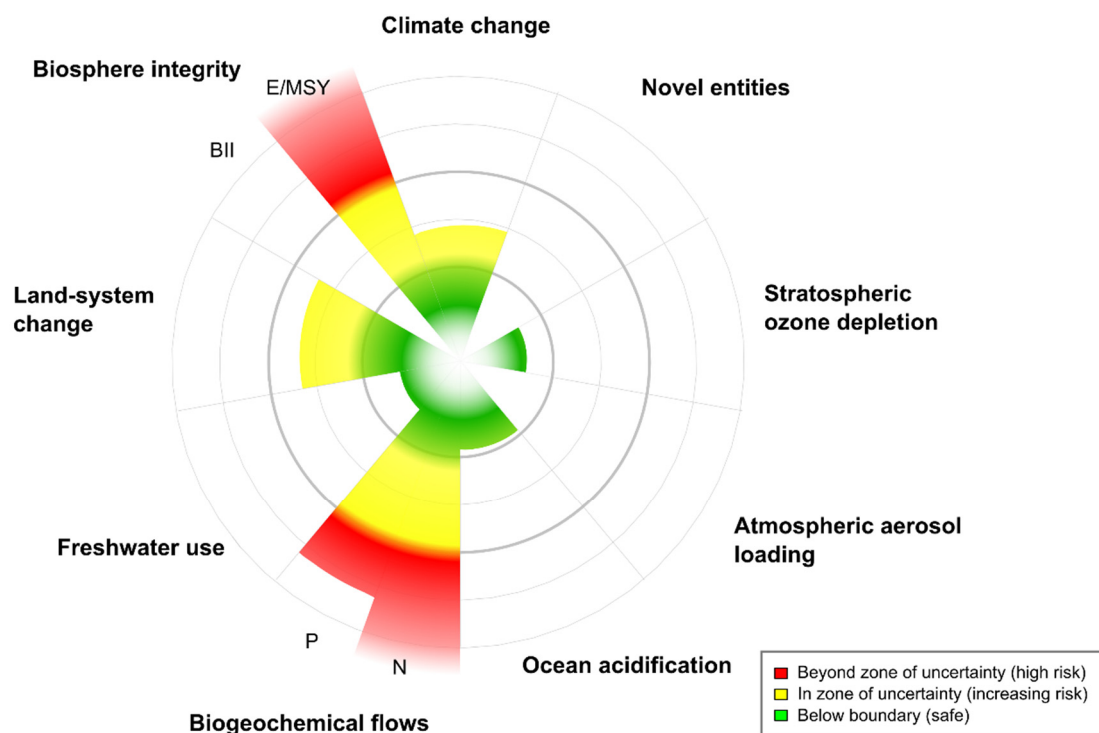 Climate change
Biosphere integrity
E/MSY
Novel entities
BII
Land-system
change
Stratospheric
ozone depletion
Freshwater use
Atmospheric aerosol
loading
P
N
Ocean acidification
Biogeochemical flows
Beyond zone of uncertainty (high risk)
In zone of uncertainty (increasing risk)
Below boundary (safe)